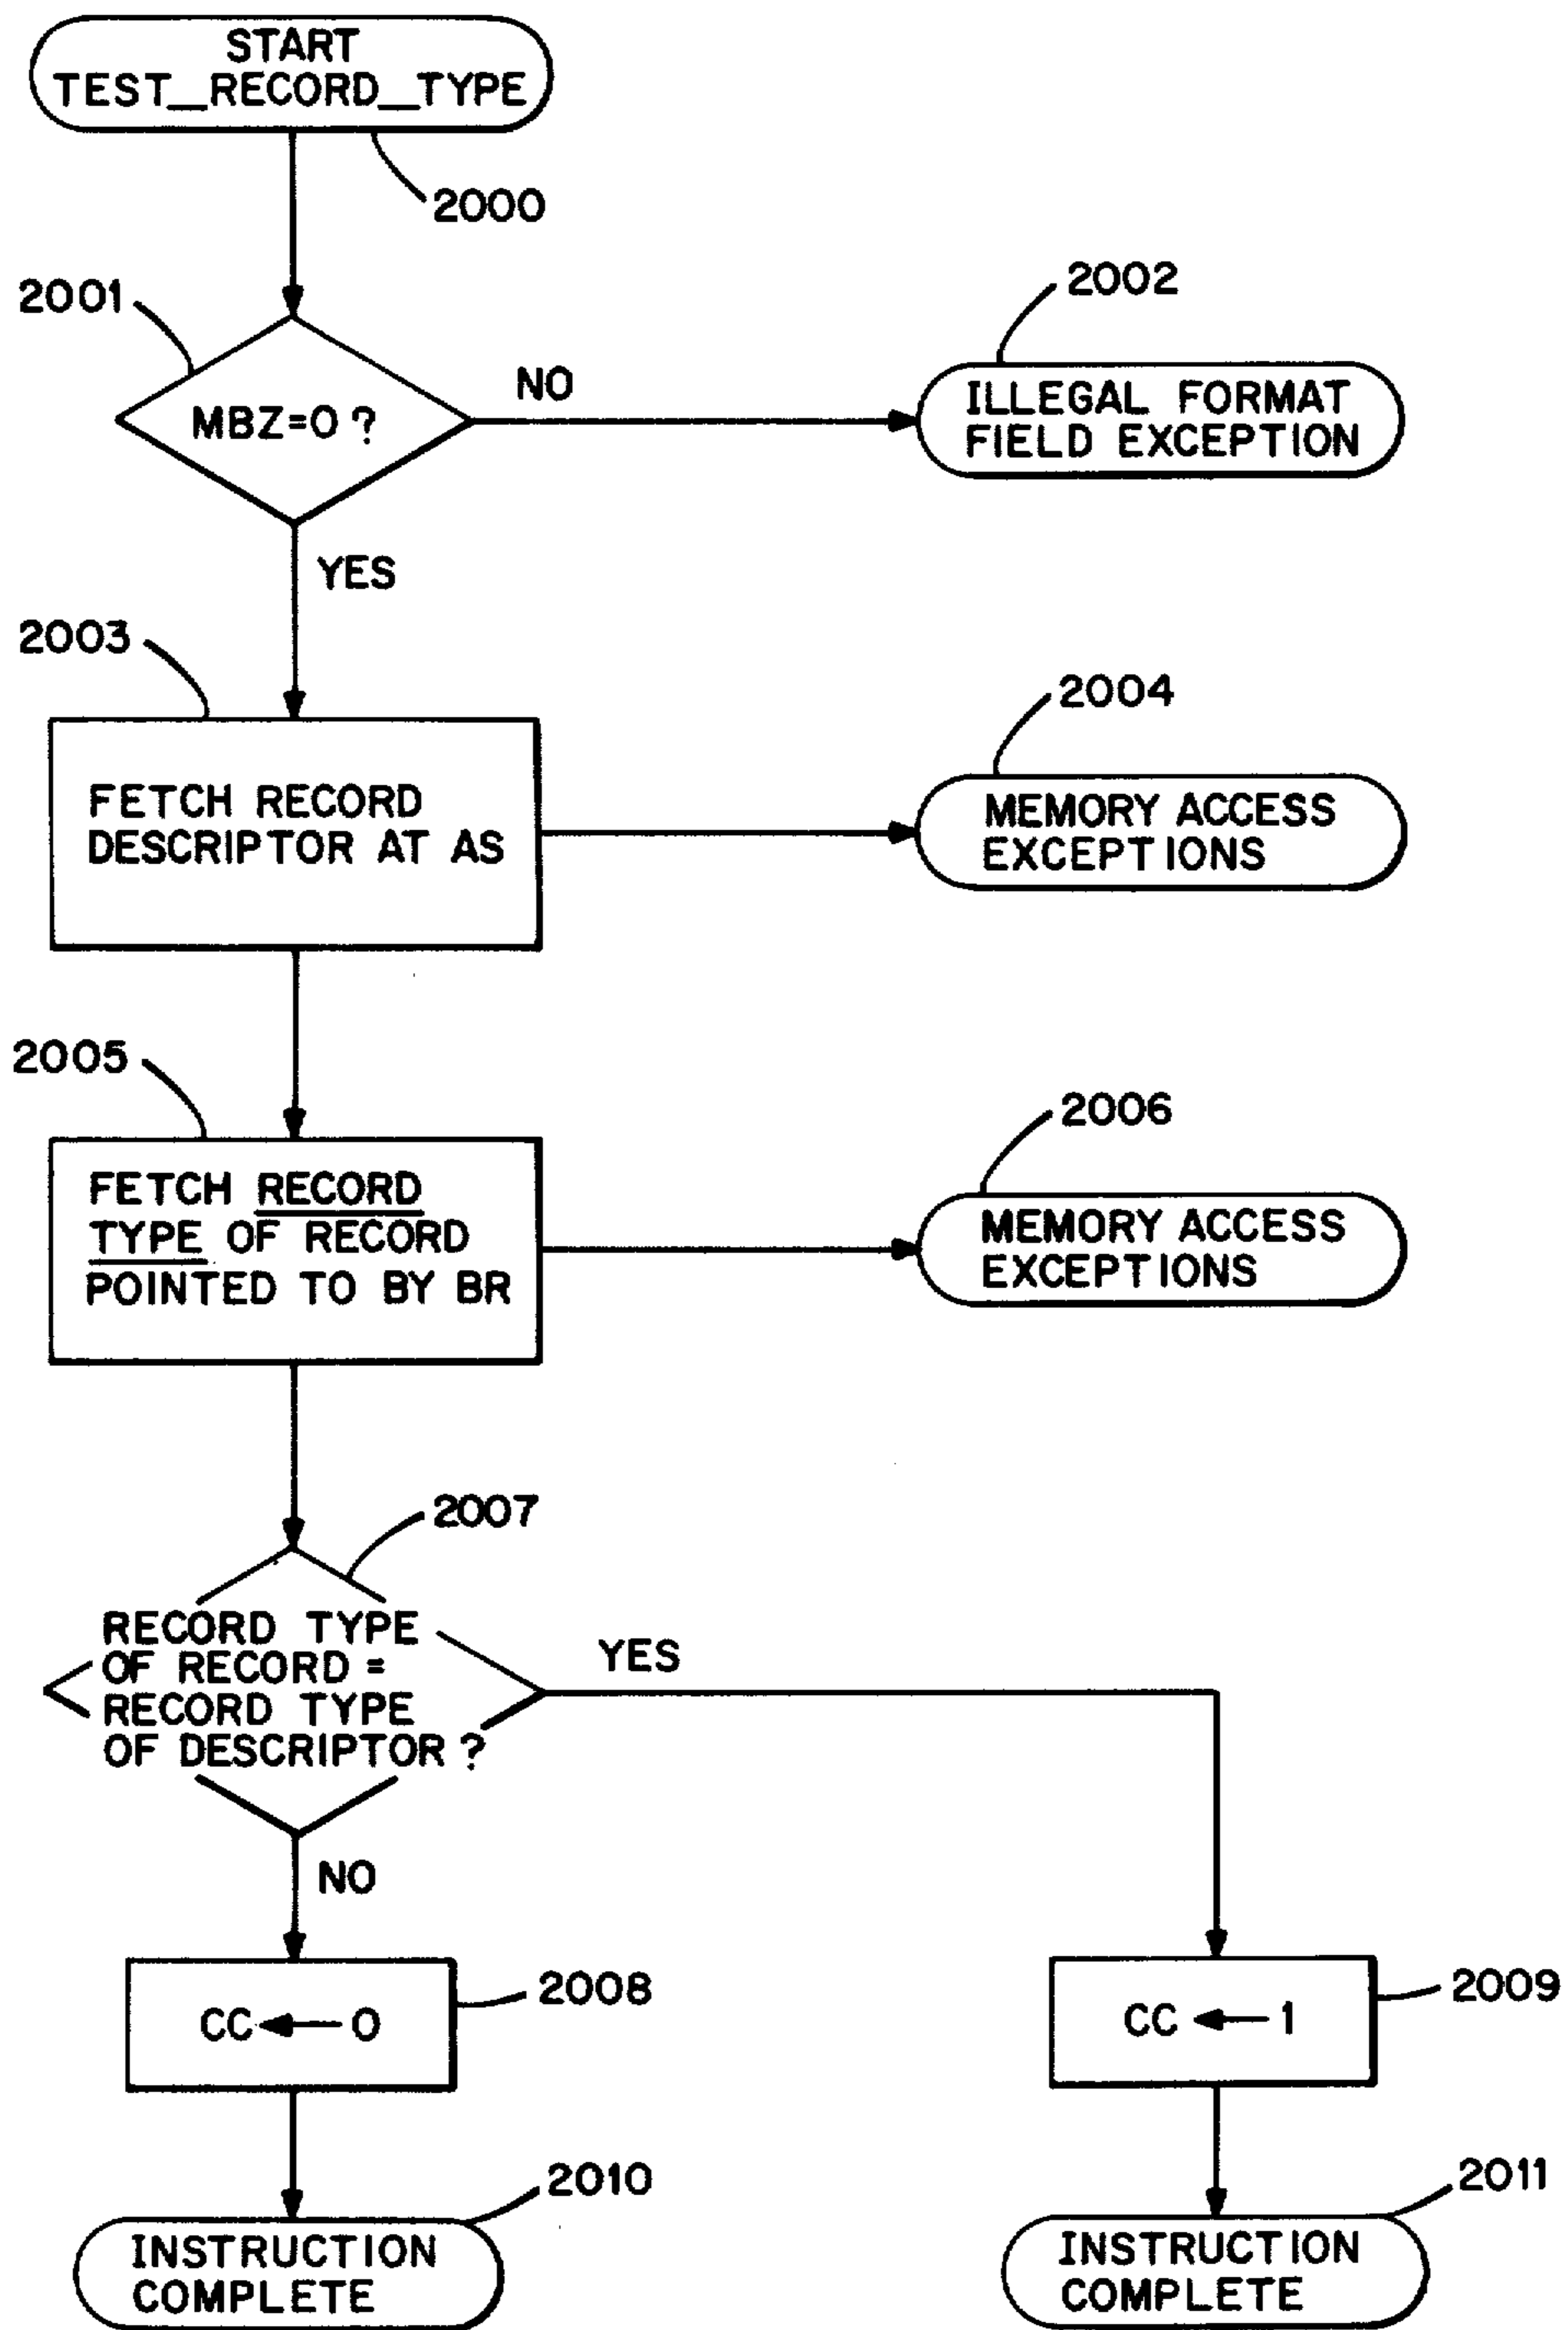 START
TEST__RECORD__TYPE
2000
2001
2002
MBZ=0 ?
NO
ILLEGAL FORMAT
FIELD EXCEPTION
YES
2003
2004
FETCH RECORD
DESCRIPTOR AT AS
MEMORY ACCESS
EXCEPTIONS
2005
2006
FETCH RECORD
TYPE OF RECORD
POINTED TO BY BR
MEMORY ACCESS
EXCEPTIONS
2007
RECORD TYPE
OF RECORD =
RECORD TYPE
OF DESCRIPTOR ?
YES
NO
2008
CC ← 0
2009
CC ← 1
2010
INSTRUCTION
COMPLETE
2011
INSTRUCTION
COMPLETE